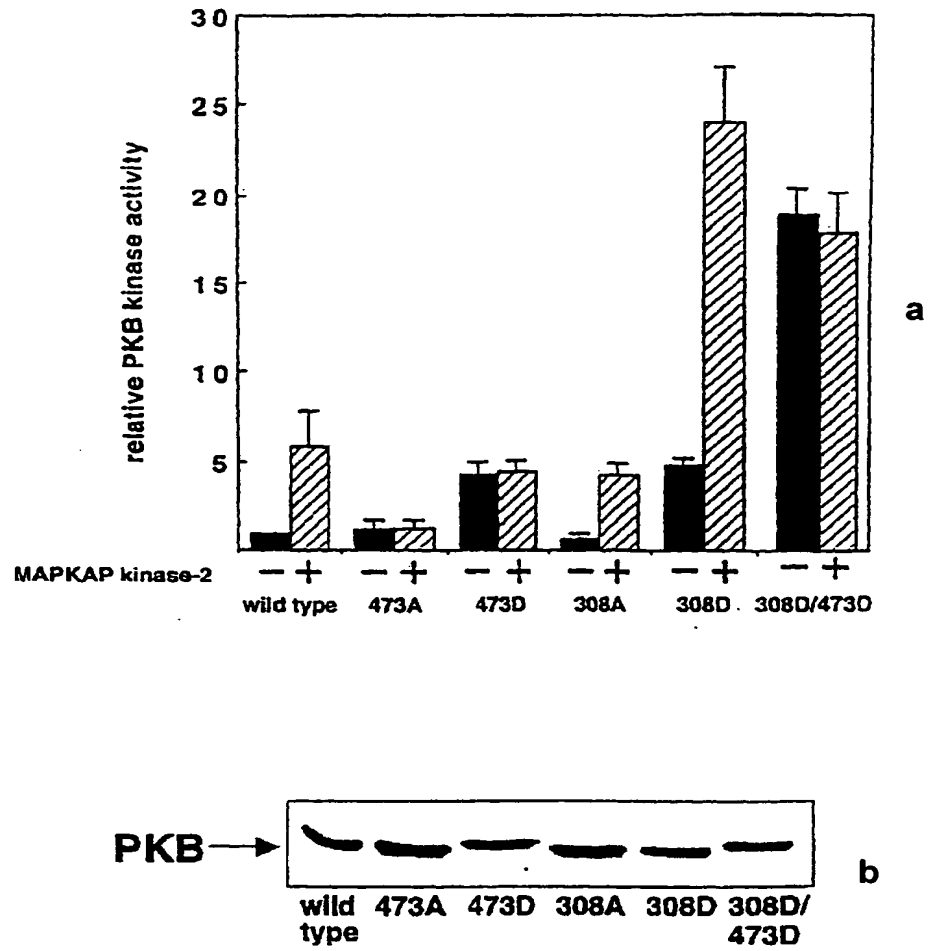 30
25
20
15
10
5
relative PKB kinase activity
a
MAPKAP kinase-2 − + − + − + − + − + − +
wild type 473A 473D 308A 308D 308D/473D
PKB
b
wild type 473A 473D 308A 308D 308D/473D